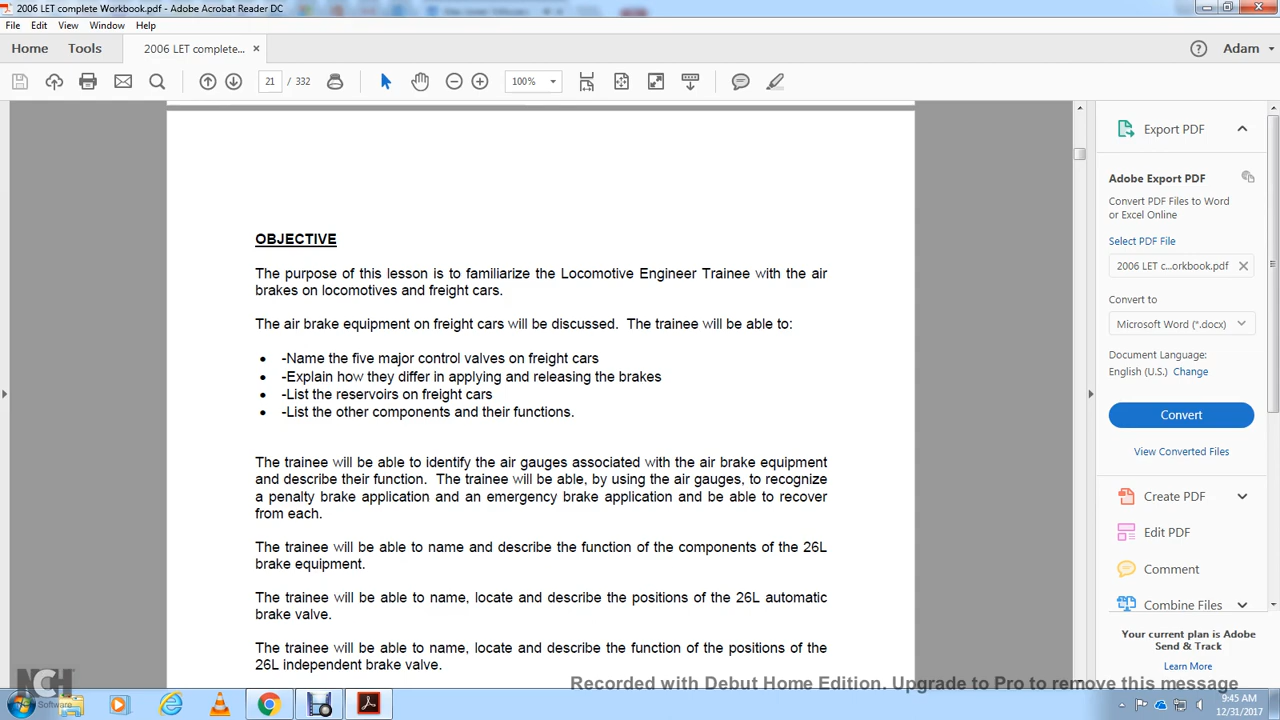 2006 LET complete Workbook.pdf - Adobe Acrobat Reader DC
File Edit View Window Help
Home Tools 2006 LET complete... × Adam
21 / 332 100%
OBJECTIVE
The purpose of this lesson is to familiarize the Locomotive Engineer Trainee with the air
brakes on locomotives and freight cars.
The air brake equipment on freight cars will be discussed. The trainee will be able to:
• -Name the five major control valves on freight cars
• -Explain how they differ in applying and releasing the brakes
• -List the reservoirs on freight cars
• -List the other components and their functions.
The trainee will be able to identify the air gauges associated with the air brake equipment
and describe their function. The trainee will be able, by using the air gauges, to recognize
a penalty brake application and an emergency brake application and be able to recover
from each.
The trainee will be able to name and describe the function of the components of the 26L
brake equipment.
The trainee will be able to name, locate and describe the positions of the 26L automatic
brake valve.
The trainee will be able to name, locate and describe the function of the positions of the
26L independent brake valve.
Export PDF
Adobe Export PDF
Convert PDF Files to Word
or Excel Online
Select PDF File
2006 LET c...orkbook.pdf
Convert to
Microsoft Word (*.docx)
Document Language:
English (U.S.) Change
Convert
View Converted Files
Create PDF
Edit PDF
Comment
Combine Files
Your current plan is Adobe
Send & Track
Learn More
NCH
Software
Recorded with Debut Home Edition. Upgrade to Pro to remove this message
9:45 AM
12/31/2017